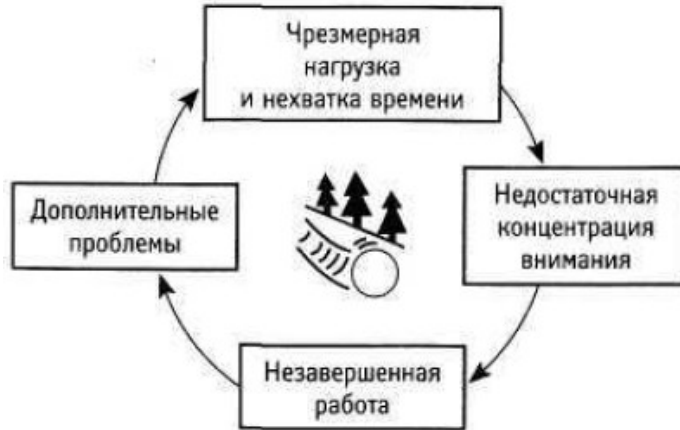 Чрезмерная
нагрузка
и нехватка времени
Недостаточная
концентрация
внимания
Незавершенная
работа
Дополнительные
проблемы